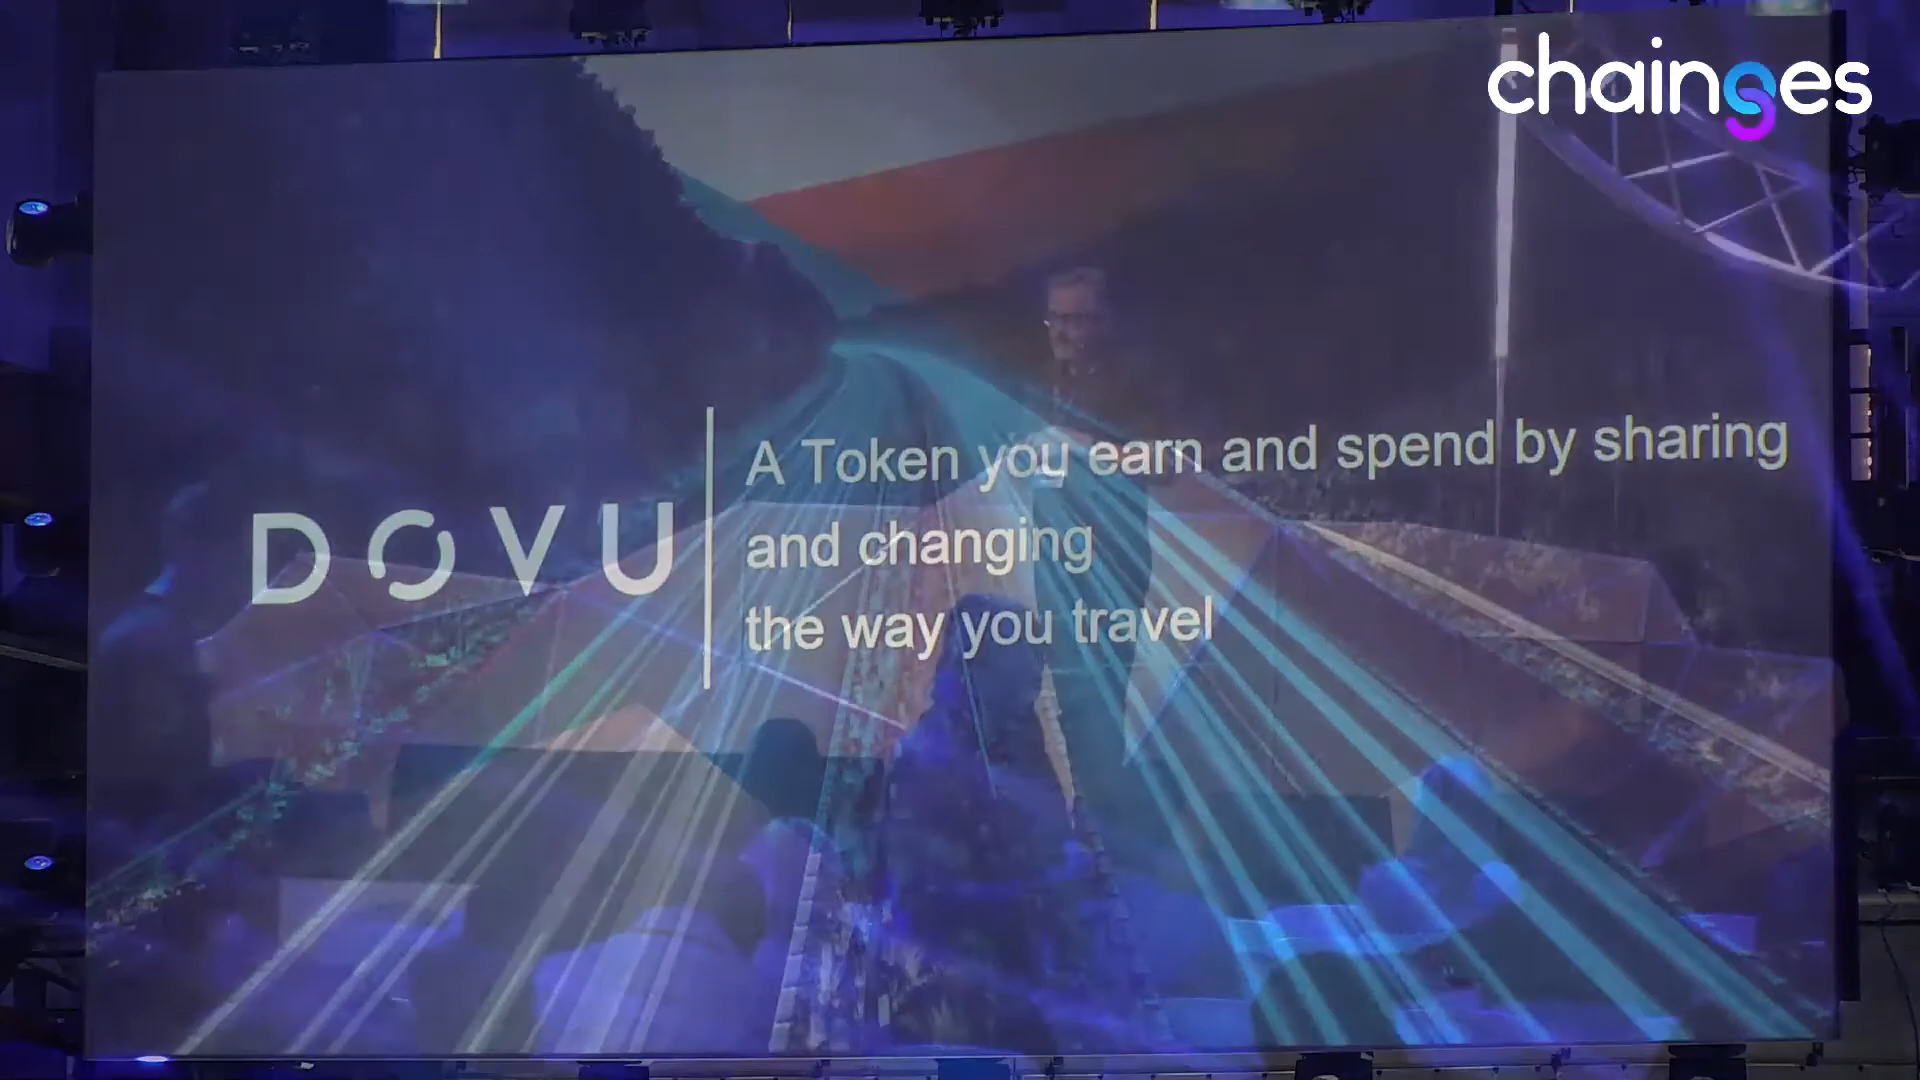 chainges
DOVU
A Token you earn and spend by sharing
and changing
the way you travel